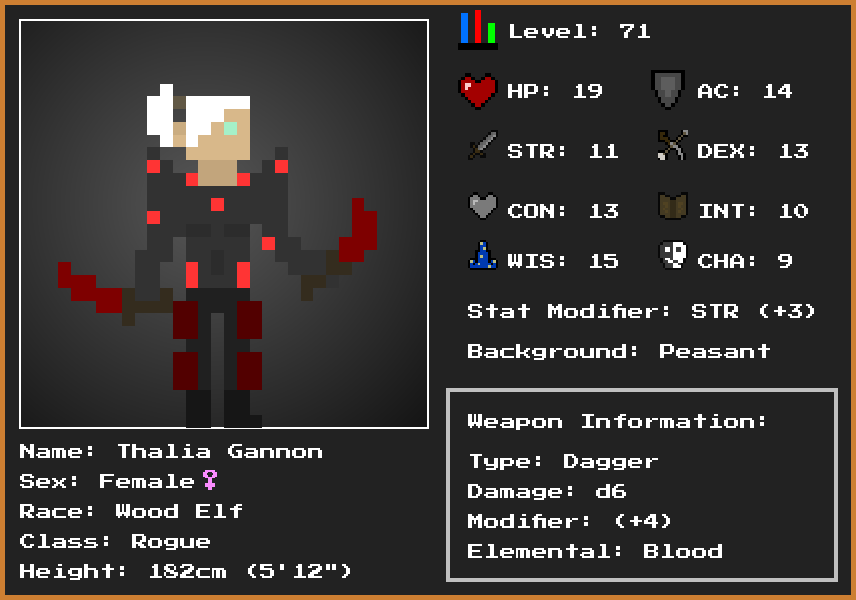 Level: 71
HP: 19 AC: 14
STR: 11 DEX: 13
CON: 13 INT: 10
WIS: 15 CHA: 9
Stat Modifier: STR (+3)
Background: Peasant
Name: Thalia Gannon
Sex: Female♀
Race: Wood Elf
Class: Rogue
Height: 182cm (5'12")
Weapon Information:
Type: Dagger
Damage: d6
Modifier: (+4)
Elemental: Blood